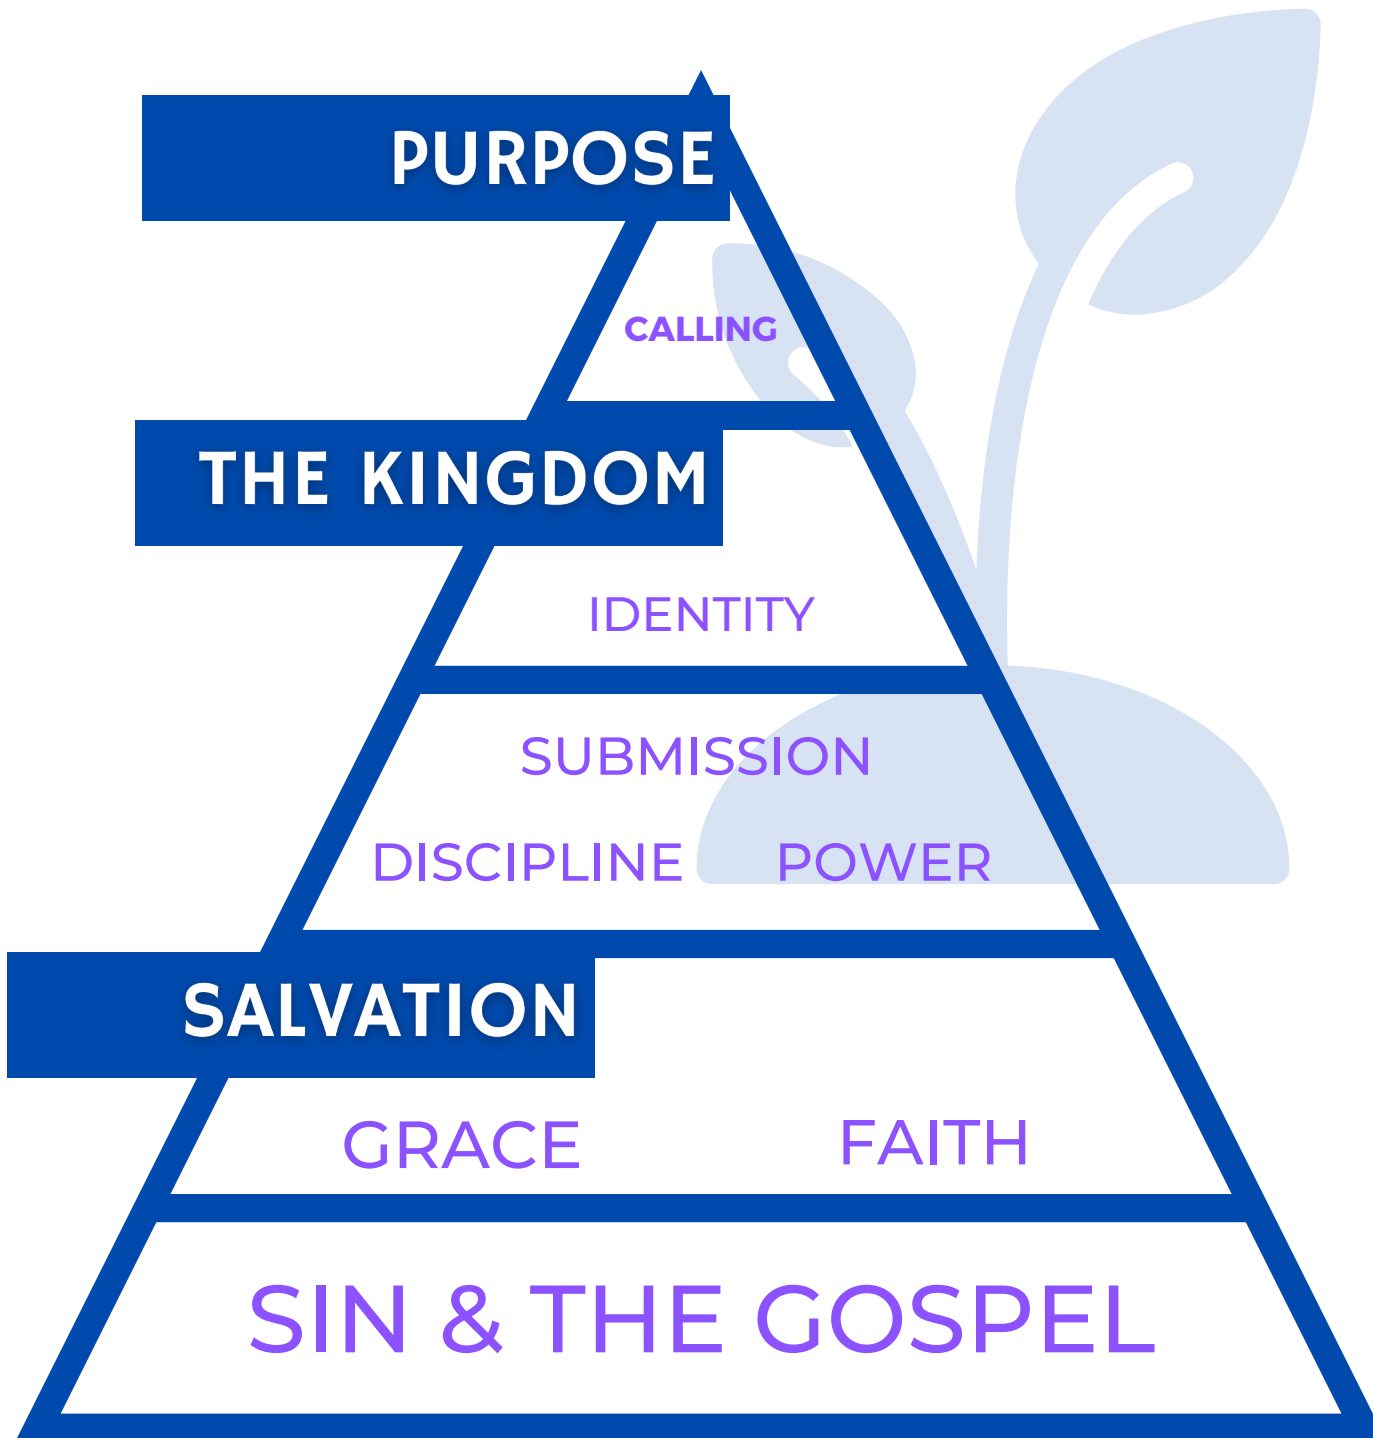 PURPOSE
CALLING
THE KINGDOM
IDENTITY
SUBMISSION
DISCIPLINE POWER
SALVATION
GRACE FAITH
SIN & THE GOSPEL